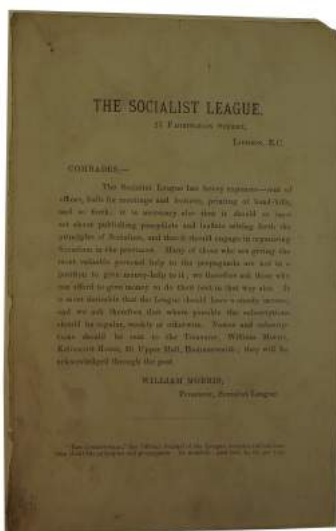 THE SOCIALIST LEAGUE,
25 FARRINGDON STREET,
LONDON, E.C.
COMRADES,—
The Socialist League has heavy expenses—rent of
offices, halls for meetings and lectures, printing of hand-bills,
and so forth; it is necessary also that it should at once
set about publishing pamphlets and leaflets setting forth the
principles of Socialism, and that it should engage in organizing
Socialism in the provinces. Many of those who are giving the
most valuable personal help to the propaganda are not in a
position to give money-help to it; we therefore ask those who
can afford to give money to do their best in that way also. It
is most desirable that the League should have a steady income,
and we ask therefore that where possible the subscriptions
should be regular, weekly or otherwise. Names and subscrip-
tions should be sent to the Treasurer, William Morris,
Kelmscott House, 26 Upper Mall, Hammersmith; they will be
acknowledged through the post.
WILLIAM MORRIS,
Treasurer, Socialist League.
Official Journal of the League,